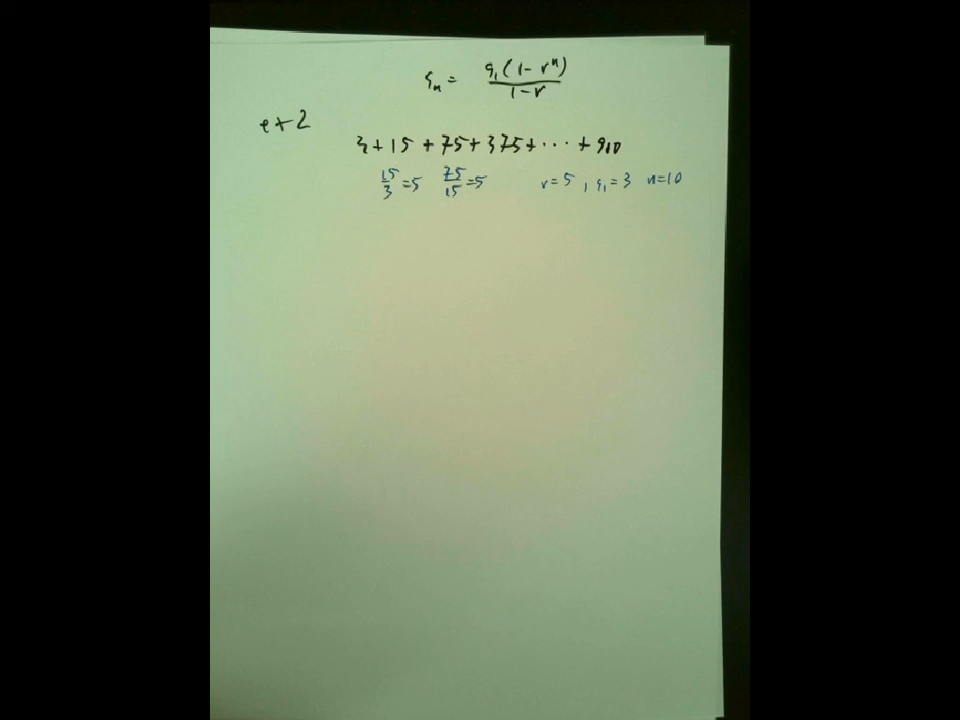 Sₙ = a₁(1-rⁿ)/1-r
ex 2
3+15+75+375+...+a10
15/3=5 75/15=5 r=5, a₁=3 n=10